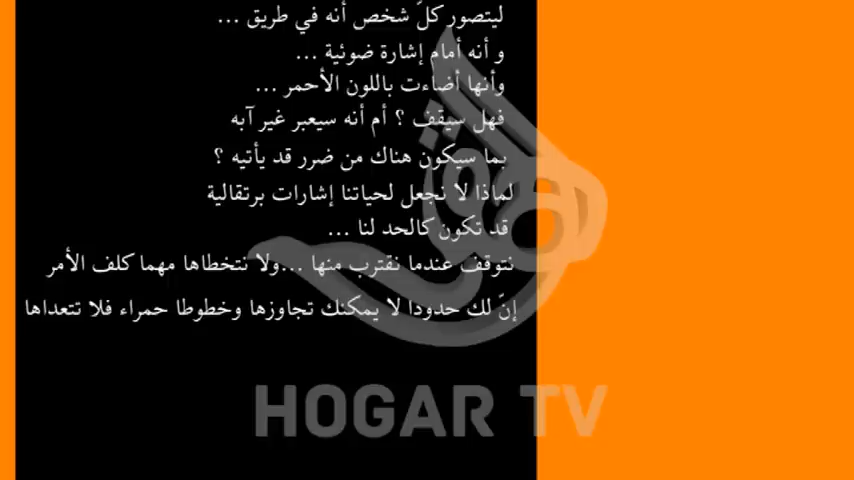 ليتصور كلّ شخص أنه في طريق ...
و أنه أمام إشارة ضوئية ...
وأنها أضاءت باللون الأحمر ...
فهل سيقف ؟ أم أنه سيعبر غير آبه
بما سيكون هناك من ضرر قد يأتيه ؟
لماذا لا نجعل لحياتنا إشارات برتقالية
قد تكون كالحد لنا ...
نتوقف عندما نقترب منها ...ولا نتخطاها مهما كلف الأمر
إنّ لك حدودا لا يمكنك تجاوزها وخطوطا حمراء فلا تتعداها
HOGAR TV